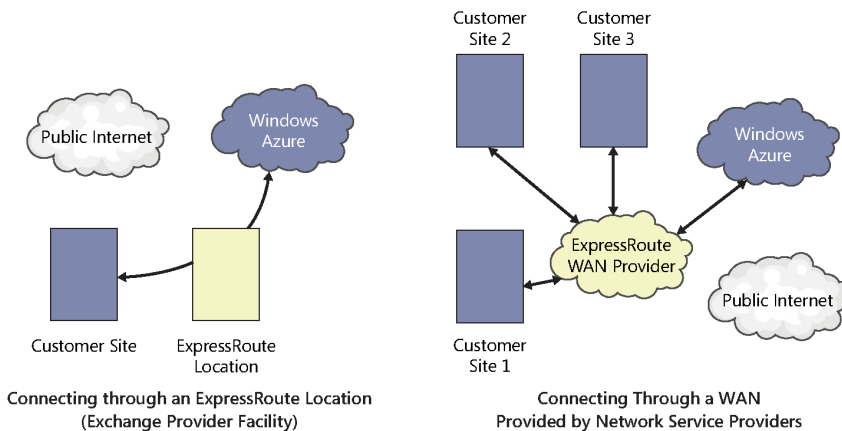 Public Internet
Windows
Azure
Customer Site
ExpressRoute
Location
Connecting through an ExpressRoute Location
(Exchange Provider Facility)
Customer
Site 2
Customer
Site 3
Windows
Azure
ExpressRoute
WAN Provider
Public Internet
Customer
Site 1
Connecting Through a WAN
Provided by Network Service Providers